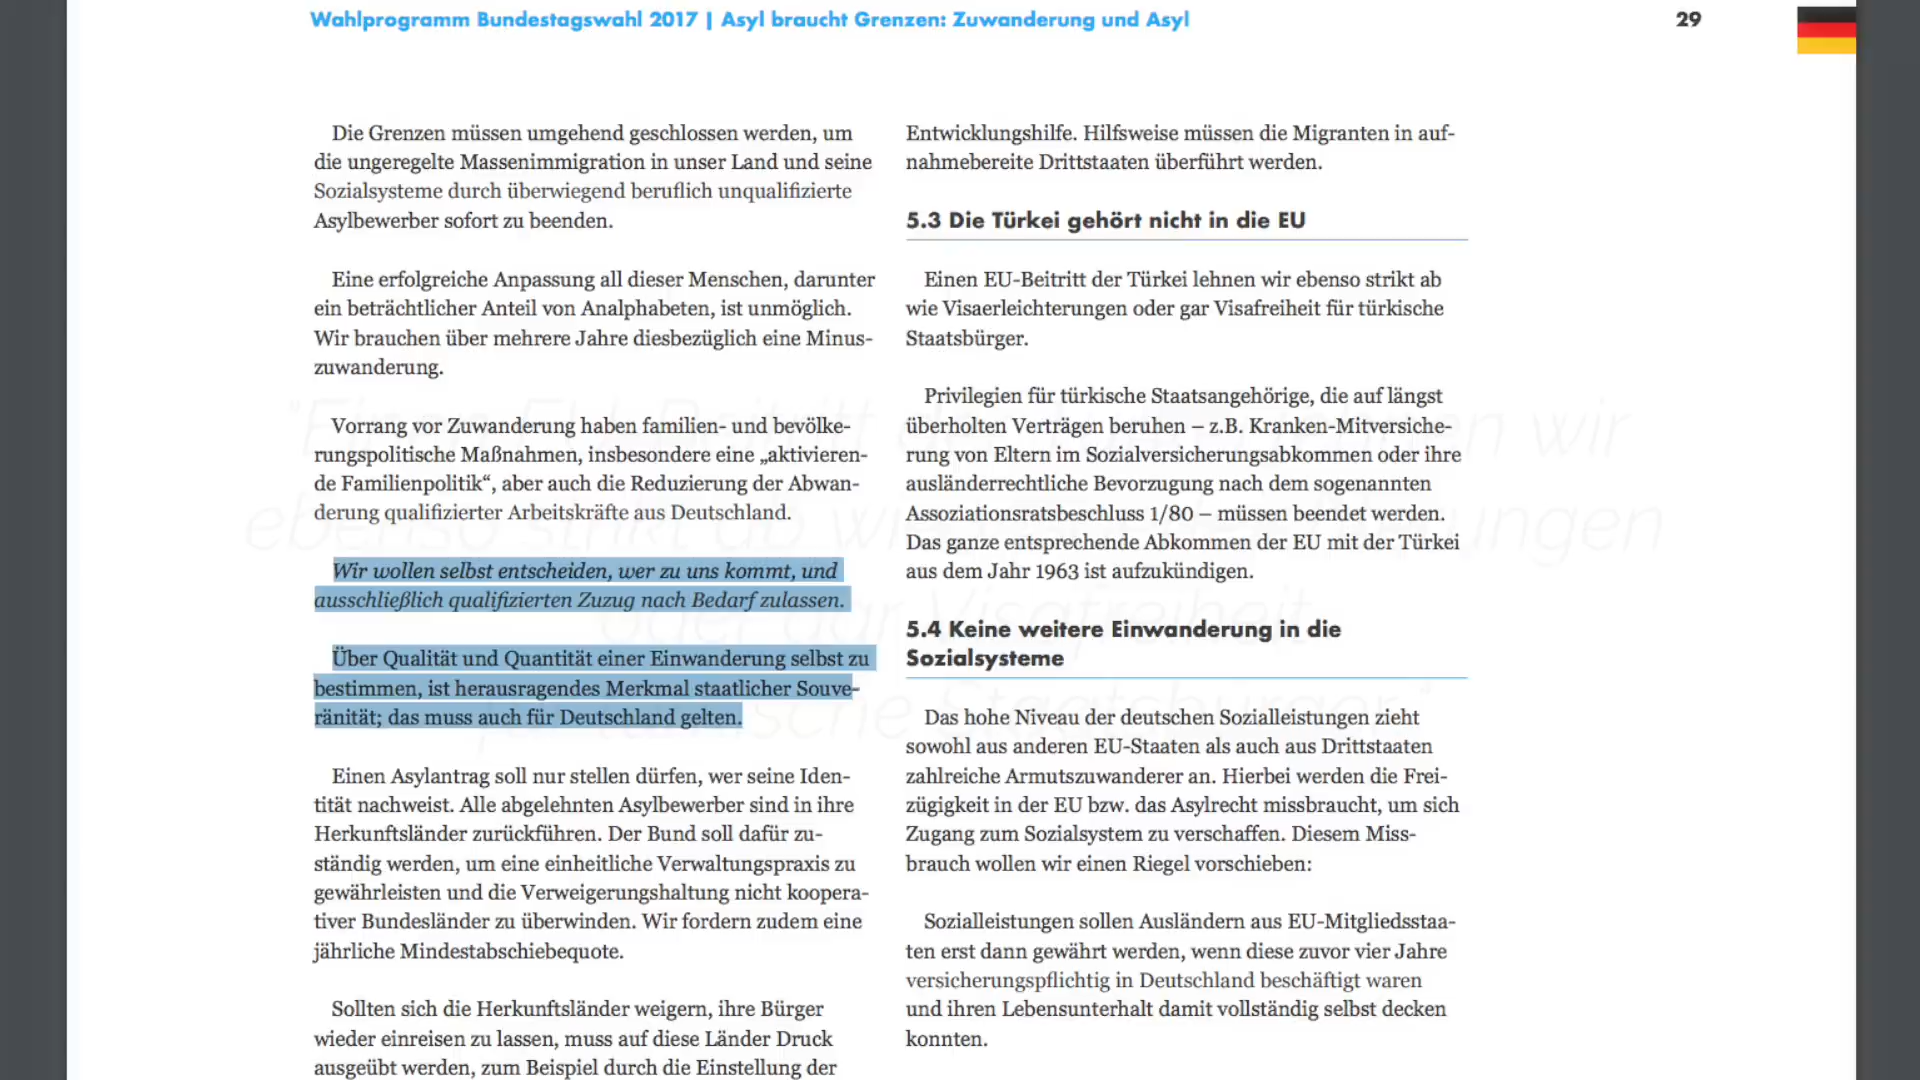 Wahlprogramm Bundestagswahl 2017 | Asyl braucht Grenzen: Zuwanderung und Asyl
29
Die Grenzen müssen umgehend geschlossen werden, um
die ungeregelte Massenimmigration in unser Land und seine
Sozialsysteme durch überwiegend beruflich unqualifizierte
Asylbewerber sofort zu beenden.
Eine erfolgreiche Anpassung all dieser Menschen, darunter
ein beträchtlicher Anteil von Analphabeten, ist unmöglich.
Wir brauchen über mehrere Jahre diesbezüglich eine Minus-
zuwanderung.
Vorrang vor Zuwanderung haben familien- und bevölke-
rungspolitische Maßnahmen, insbesondere eine „aktivieren-
de Familienpolitik“, aber auch die Reduzierung der Abwan-
derung qualifizierter Arbeitskräfte aus Deutschland.
Wir wollen selbst entscheiden, wer zu uns kommt, und
ausschließlich qualifizierten Zuzug nach Bedarf zulassen.
Über Qualität und Quantität einer Einwanderung selbst zu
bestimmen, ist herausragendes Merkmal staatlicher Souve-
ränität; das muss auch für Deutschland gelten.
Einen Asylantrag soll nur stellen dürfen, wer seine Iden-
tität nachweist. Alle abgelehnten Asylbewerber sind in ihre
Herkunftsländer zurückführen. Der Bund soll dafür zu-
ständig werden, um eine einheitliche Verwaltungspraxis zu
gewährleisten und die Verweigerungshaltung nicht koopera-
tiver Bundesländer zu überwinden. Wir fordern zudem eine
jährliche Mindestabschiebequote.
Sollten sich die Herkunftsländer weigern, ihre Bürger
wieder einreisen zu lassen, muss auf diese Länder Druck
ausgeübt werden, zum Beispiel durch die Einstellung der
Entwicklungshilfe. Hilfsweise müssen die Migranten in auf-
nahmebereite Drittstaaten überführt werden.
5.3 Die Türkei gehört nicht in die EU
Einen EU-Beitritt der Türkei lehnen wir ebenso strikt ab
wie Visaerleichterungen oder gar Visafreiheit für türkische
Staatsbürger.
Privilegien für türkische Staatsangehörige, die auf längst
überholten Verträgen beruhen – z.B. Kranken-Mitversiche-
rung von Eltern im Sozialversicherungsabkommen oder ihre
ausländerrechtliche Bevorzugung nach dem sogenannten
Assoziationsratsbeschluss 1/80 – müssen beendet werden.
Das ganze entsprechende Abkommen der EU mit der Türkei
aus dem Jahr 1963 ist aufzukündigen.
5.4 Keine weitere Einwanderung in die
Sozialsysteme
Das hohe Niveau der deutschen Sozialleistungen zieht
sowohl aus anderen EU-Staaten als auch aus Drittstaaten
zahlreiche Armutszuwanderer an. Hierbei werden die Frei-
zügigkeit in der EU bzw. das Asylrecht missbraucht, um sich
Zugang zum Sozialsystem zu verschaffen. Diesem Miss-
brauch wollen wir einen Riegel vorschieben:
Sozialleistungen sollen Ausländern aus EU-Mitgliedsstaa-
ten erst dann gewährt werden, wenn diese zuvor vier Jahre
versicherungspflichtig in Deutschland beschäftigt waren
und ihren Lebensunterhalt damit vollständig selbst decken
konnten.